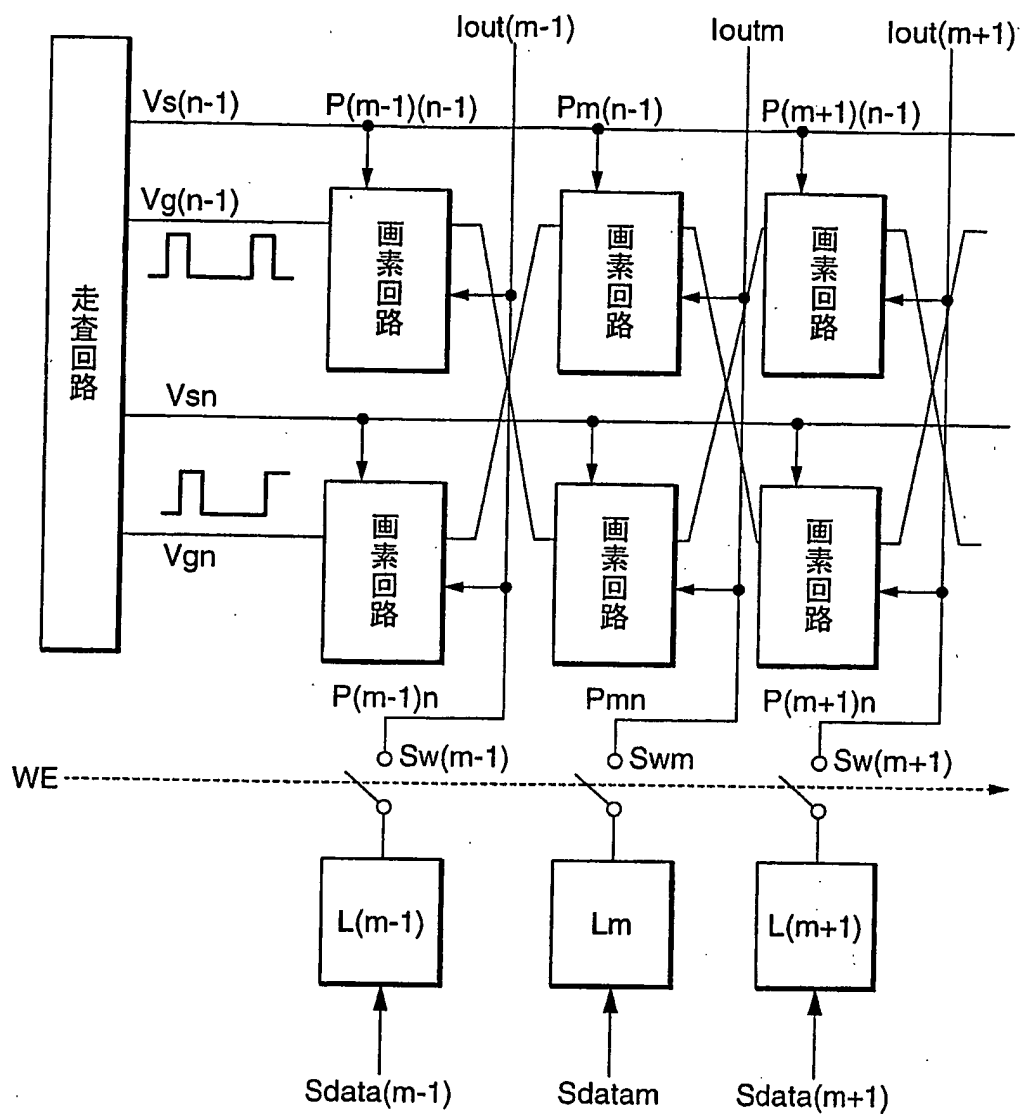 Iout(m-1)
Ioutm
Iout(m+1)
Vs(n-1)
P(m-1)(n-1)
Pm(n-1)
P(m+1)(n-1)
Vg(n-1)
画素回路
画素回路
画素回路
走査回路
Vsn
Vgn
画素回路
画素回路
画素回路
P(m-1)n
Pmn
P(m+1)n
Sw(m-1)
Swm
Sw(m+1)
WE
L(m-1)
Lm
L(m+1)
Sdata(m-1)
Sdatam
Sdata(m+1)